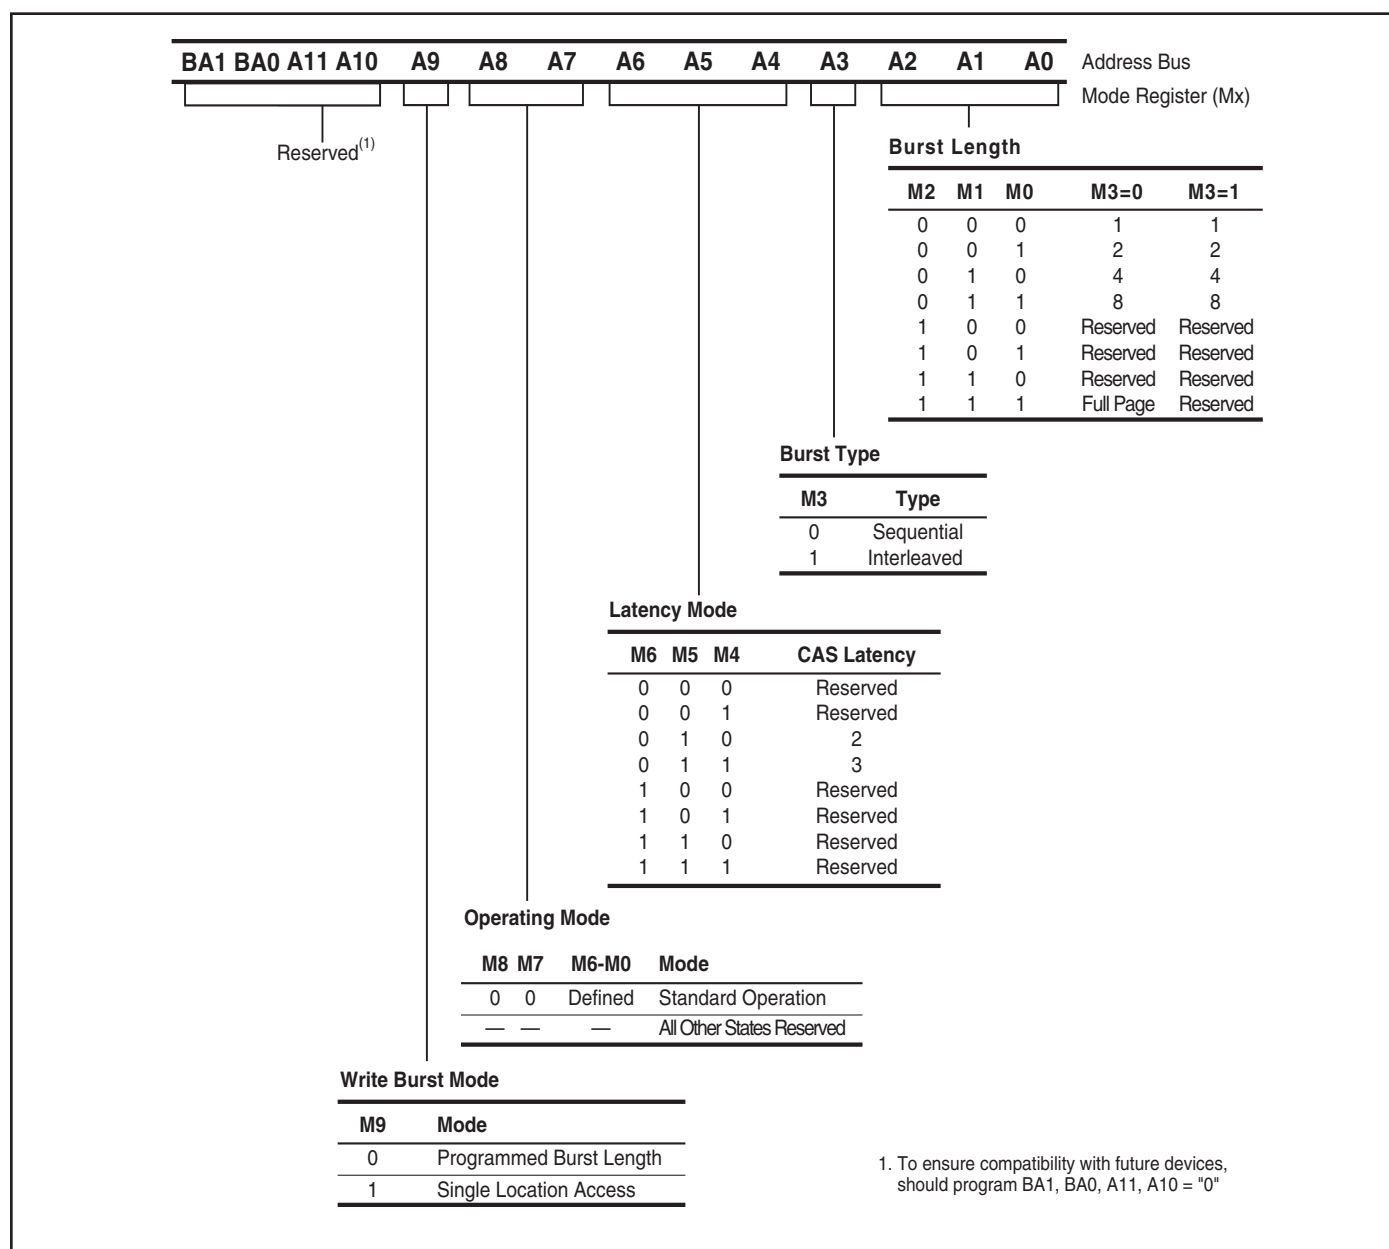 BA1 BA0 A11 A10 A9 A8 A7 A6 A5 A4 A3 A2 A1 A0 Address Bus
Mode Register (Mx)
Reserved(1)
Burst Length
M2 M1 M0 M3=0 M3=1
0 0 0 1 1
0 0 1 2 2
0 1 0 4 4
0 1 1 8 8
1 0 0 Reserved Reserved
1 0 1 Reserved Reserved
1 1 0 Reserved Reserved
1 1 1 Full Page Reserved
Burst Type
M3 Type
0 Sequential
1 Interleaved
Latency Mode
M6 M5 M4 CAS Latency
0 0 0 Reserved
0 0 1 Reserved
0 1 0 2
0 1 1 3
1 0 0 Reserved
1 0 1 Reserved
1 1 0 Reserved
1 1 1 Reserved
Operating Mode
M8 M7 M6-M0 Mode
0 0 Defined Standard Operation
— — — All Other States Reserved
Write Burst Mode
M9 Mode
0 Programmed Burst Length
1 Single Location Access
1. To ensure compatibility with future devices,
should program BA1, BA0, A11, A10 = "0"